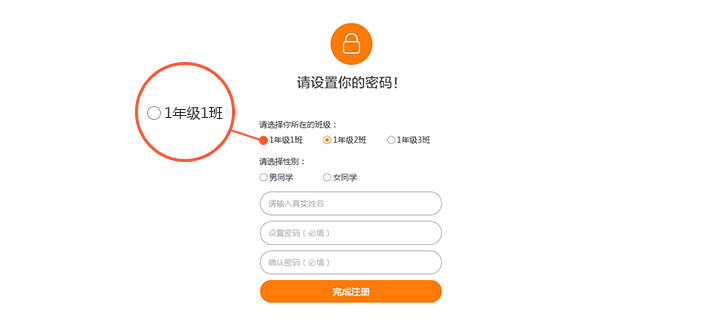 请设置你的密码！
1年级1班
请选择你所在的班级：
1年级1班 1年级2班 1年级3班
请选择性别：
男同学 女同学
请输入真实姓名
设置密码（必填）
确认密码（必填）
完成注册